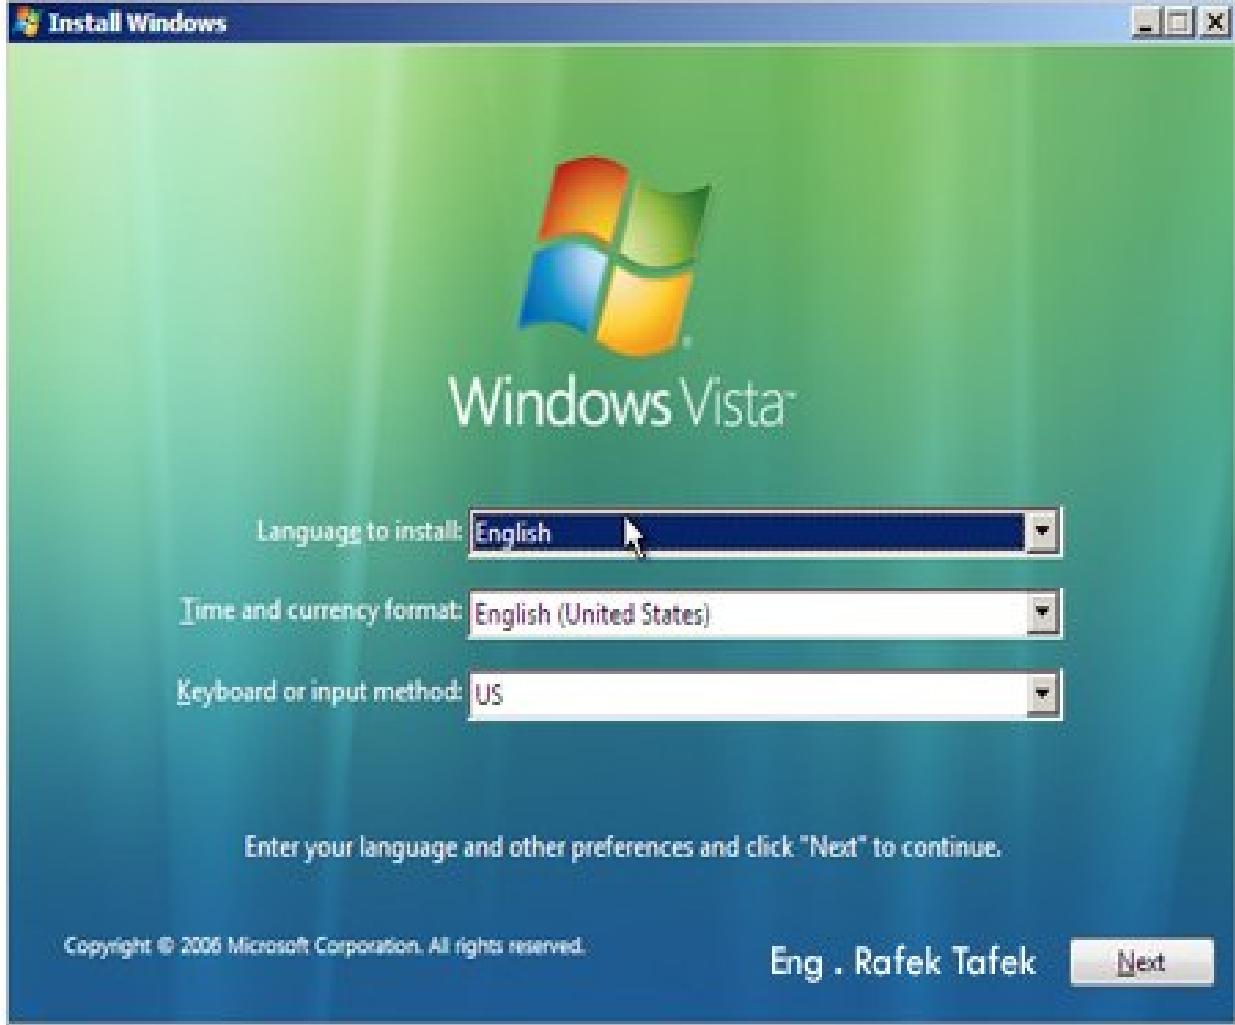 Install Windows
Windows Vista™
Language to install: English
Time and currency format: English (United States)
Keyboard or input method: US
Enter your language and other preferences and click "Next" to continue.
Copyright © 2006 Microsoft Corporation. All rights reserved.
Eng . Rafek Tafek
Next